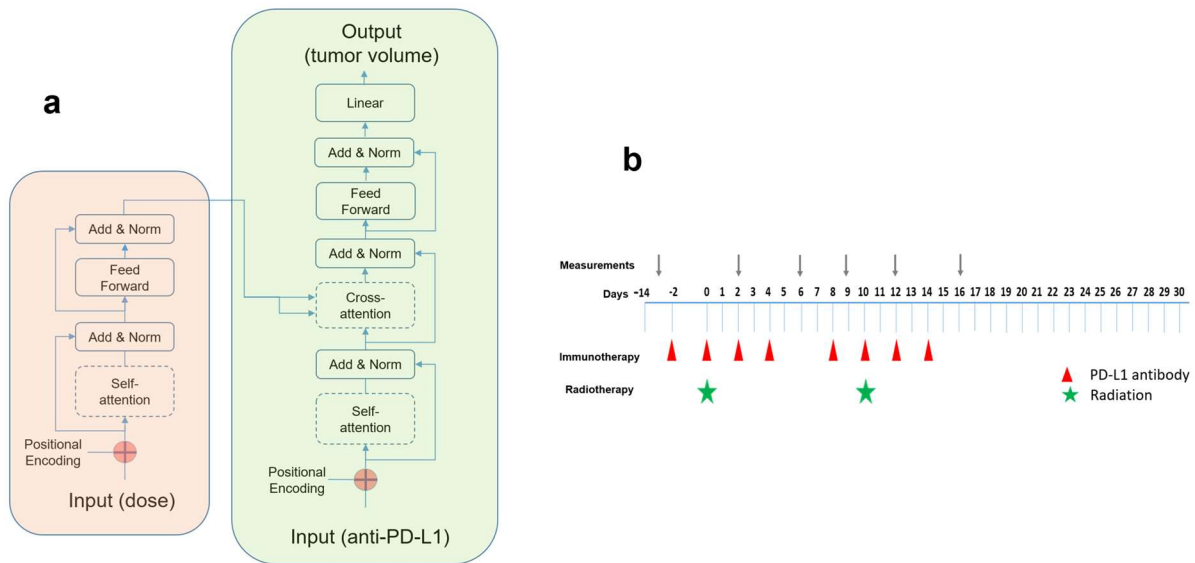 a
Output
(tumor volume)
Linear
Add & Norm
Feed
Forward
Add & Norm
Cross-
attention
Add & Norm
Self-
attention
Positional
Encoding
Input (anti-PD-L1)
Add & Norm
Feed
Forward
Add & Norm
Self-
attention
Positional
Encoding
Input (dose)
b
Measurements
Days -14 -2 0 1 2 3 4 5 6 7 8 9 10 11 12 13 14 15 16 17 18 19 20 21 22 23 24 25 26 27 28 29 30
Immunotherapy
Radiotherapy
PD-L1 antibody
Radiation